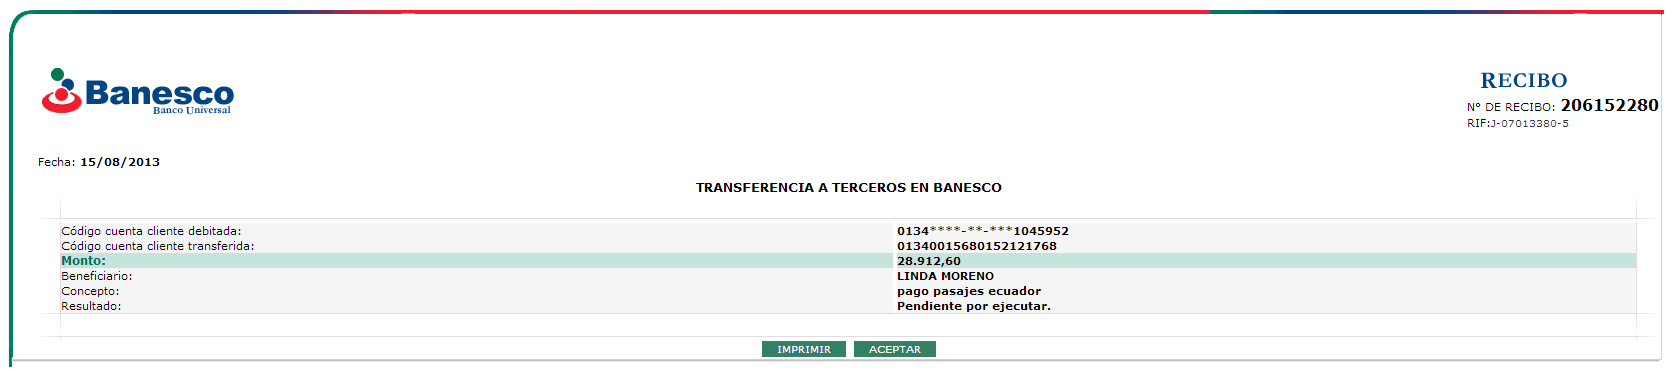 Banesco
Banco Universal
RECIBO
Nº DE RECIBO: 206152280
RIF:J-07013380-5
Fecha: 15/08/2013
TRANSFERENCIA A TERCEROS EN BANESCO
Código cuenta cliente debitada: 0134****-**-***1045952
Código cuenta cliente transferida: 01340015680152121768
Monto: 28.912,60
Beneficiario: LINDA MORENO
Concepto: pago pasajes ecuador
Resultado: Pendiente por ejecutar.
IMPRIMIR ACEPTAR